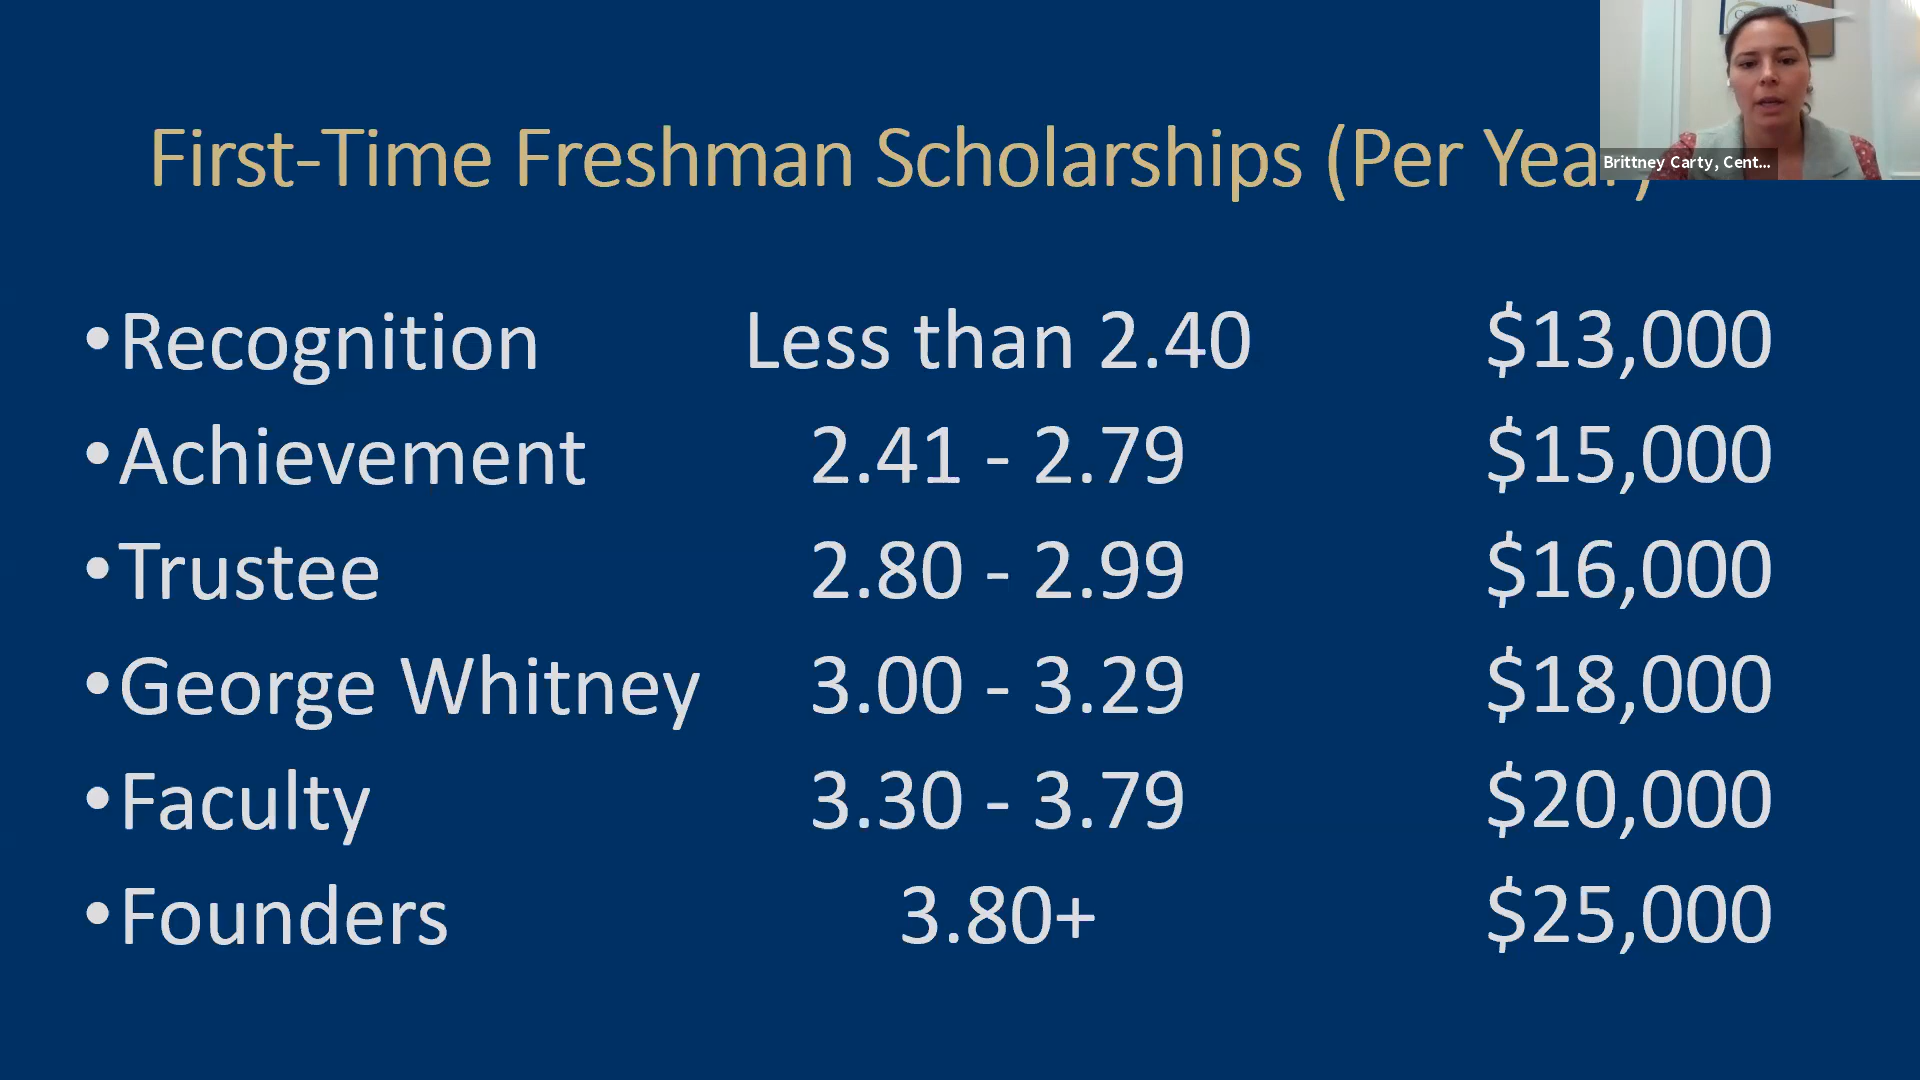 First-Time Freshman Scholarships (Per Year)
Brittney Carty, Cent...
•Recognition Less than 2.40 $13,000
•Achievement 2.41 - 2.79 $15,000
•Trustee 2.80 - 2.99 $16,000
•George Whitney 3.00 - 3.29 $18,000
•Faculty 3.30 - 3.79 $20,000
•Founders 3.80+ $25,000